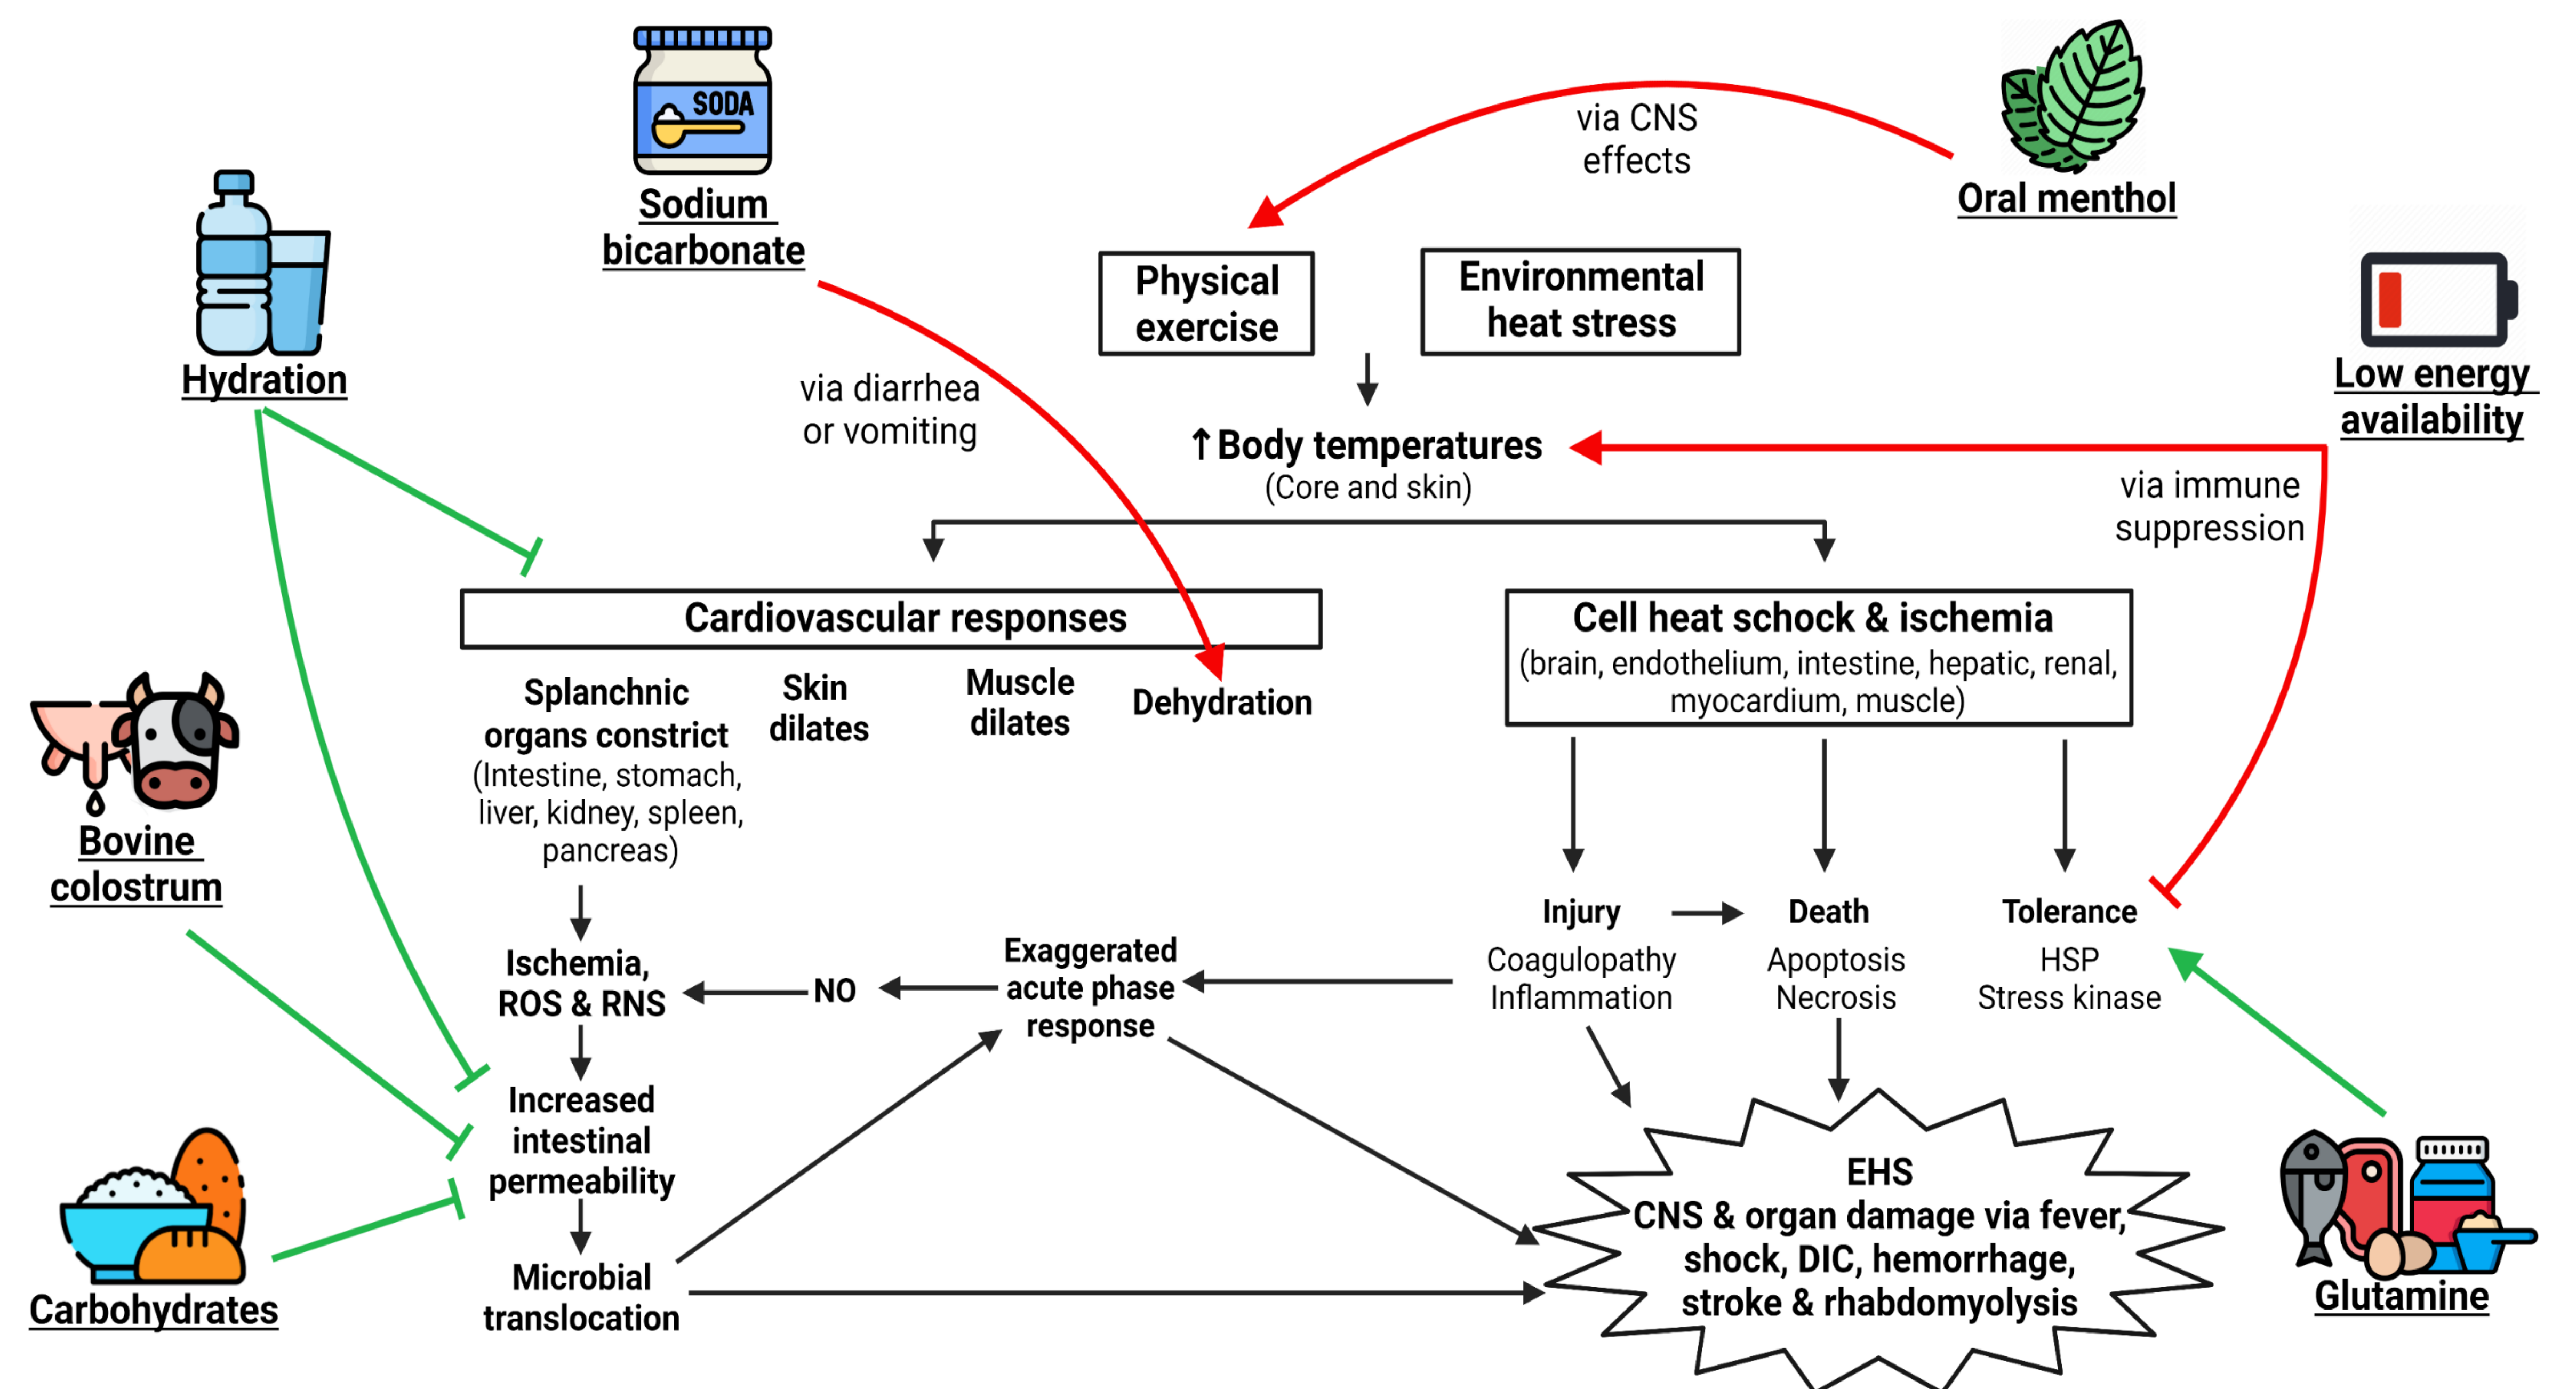 SODA
Sodium
bicarbonate
via CNS
effects
Oral menthol
Hydration
Physical
exercise
Environmental
heat stress
Low energy
availability
via diarrhea
or vomiting
↑Body temperatures
(Core and skin)
via immune
suppression
Cardiovascular responses
Cell heat schock & ischemia
(brain, endothelium, intestine, hepatic, renal,
myocardium, muscle)
Splanchnic
organs constrict
(Intestine, stomach,
liver, kidney, spleen,
pancreas)
Skin
dilates
Muscle
dilates
Dehydration
Bovine
colostrum
Injury
Coagulopathy
Inflammation
Death
Apoptosis
Necrosis
Tolerance
HSP
Stress kinase
Ischemia,
ROS & RNS
NO
Exaggerated
acute phase
response
Increased
intestinal
permeability
Microbial
translocation
Carbohydrates
EHS
CNS & organ damage via fever,
shock, DIC, hemorrhage,
stroke & rhabdomyolysis
Glutamine